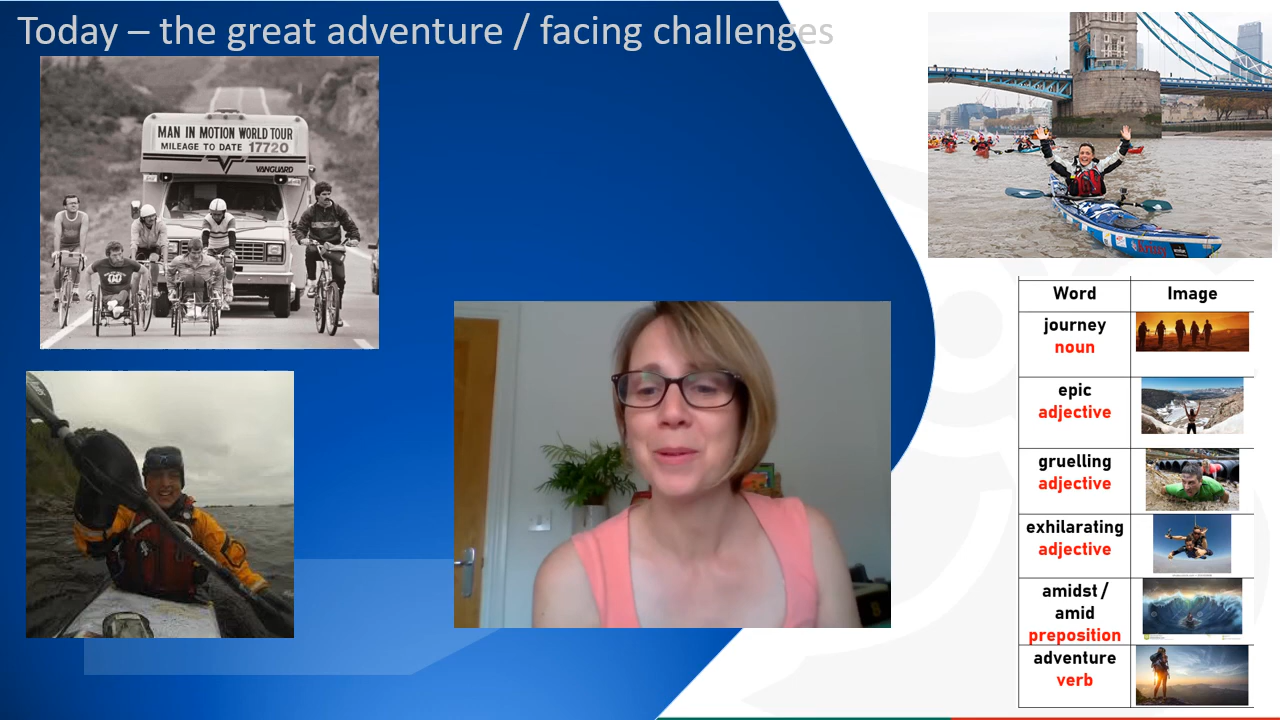 Today – the great adventure / facing challenges
MAN IN MOTION WORLD TOUR
MILEAGE TO DATE 17720
VANGUARD
Word Image
journey
noun
epic
adjective
gruelling
adjective
exhilarating
adjective
amidst /
amid
preposition
adventure
verb